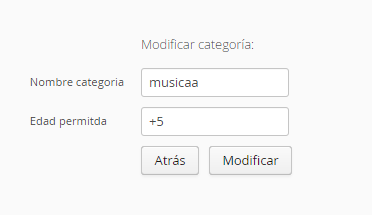 Modificar categoría:
Nombre categoria musicaa
Edad permitda +5
Atrás Modificar